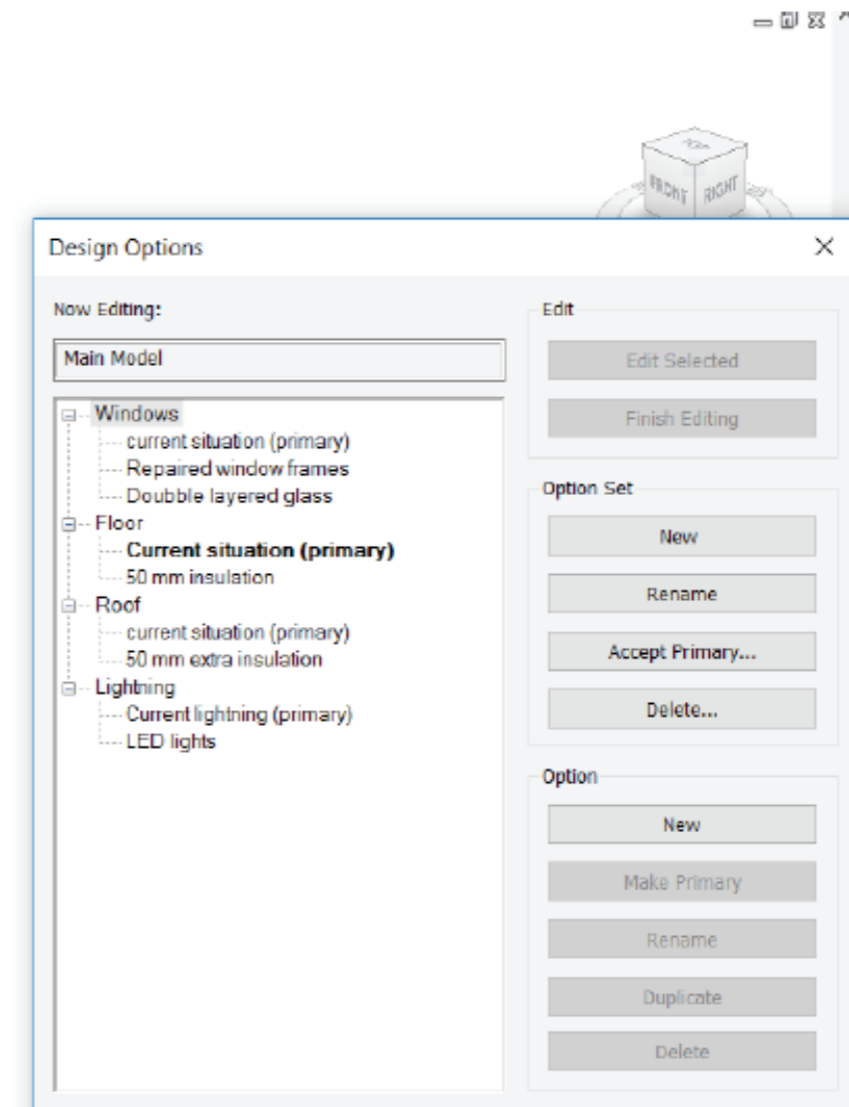 TOP
FRONT RIGHT
Design Options
Now Editing:
Main Model
Windows
current situation (primary)
Repaired window frames
Doubble layered glass
Floor
Current situation (primary)
50 mm insulation
Roof
current situation (primary)
50 mm extra insulation
Lightning
Current lightning (primary)
LED lights
Edit
Edit Selected
Finish Editing
Option Set
New
Rename
Accept Primary...
Delete...
Option
New
Make Primary
Rename
Duplicate
Delete